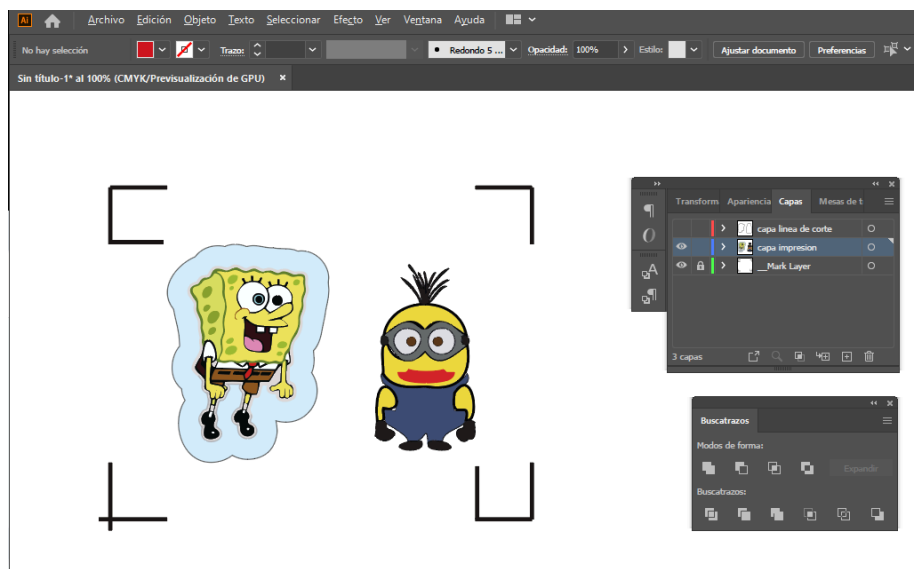 Ai Archivo Edición Objeto Texto Seleccionar Efecto Ver Ventana Ayuda
No hay selección Trazo: Redondo 5 ... Opacidad: 100% Estilo: Ajustar documento Preferencias
Sin título-1* al 100% (CMYK/Previsualización de GPU) ×
Transform Apariencia Capas Mesas de t
capa linea de corte
capa impresion
__Mark Layer
3 capas
Buscatrazos
Modos de forma:
Expandir
Buscatrazos: